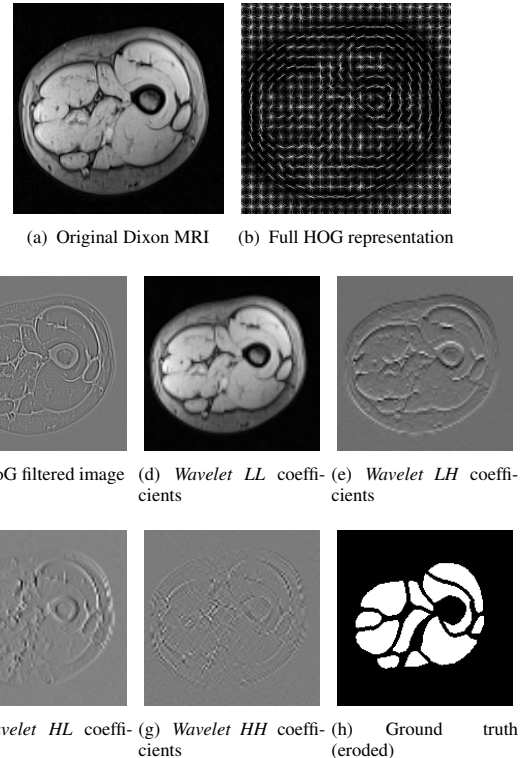 (a) Original Dixon MRI (b) Full HOG representation
oG filtered image (d) Wavelet LL coeffi- (e) Wavelet LH coeffi-
cients cients
avelet HL coeffi- (g) Wavelet HH coeffi- (h) Ground truth
cients (eroded)